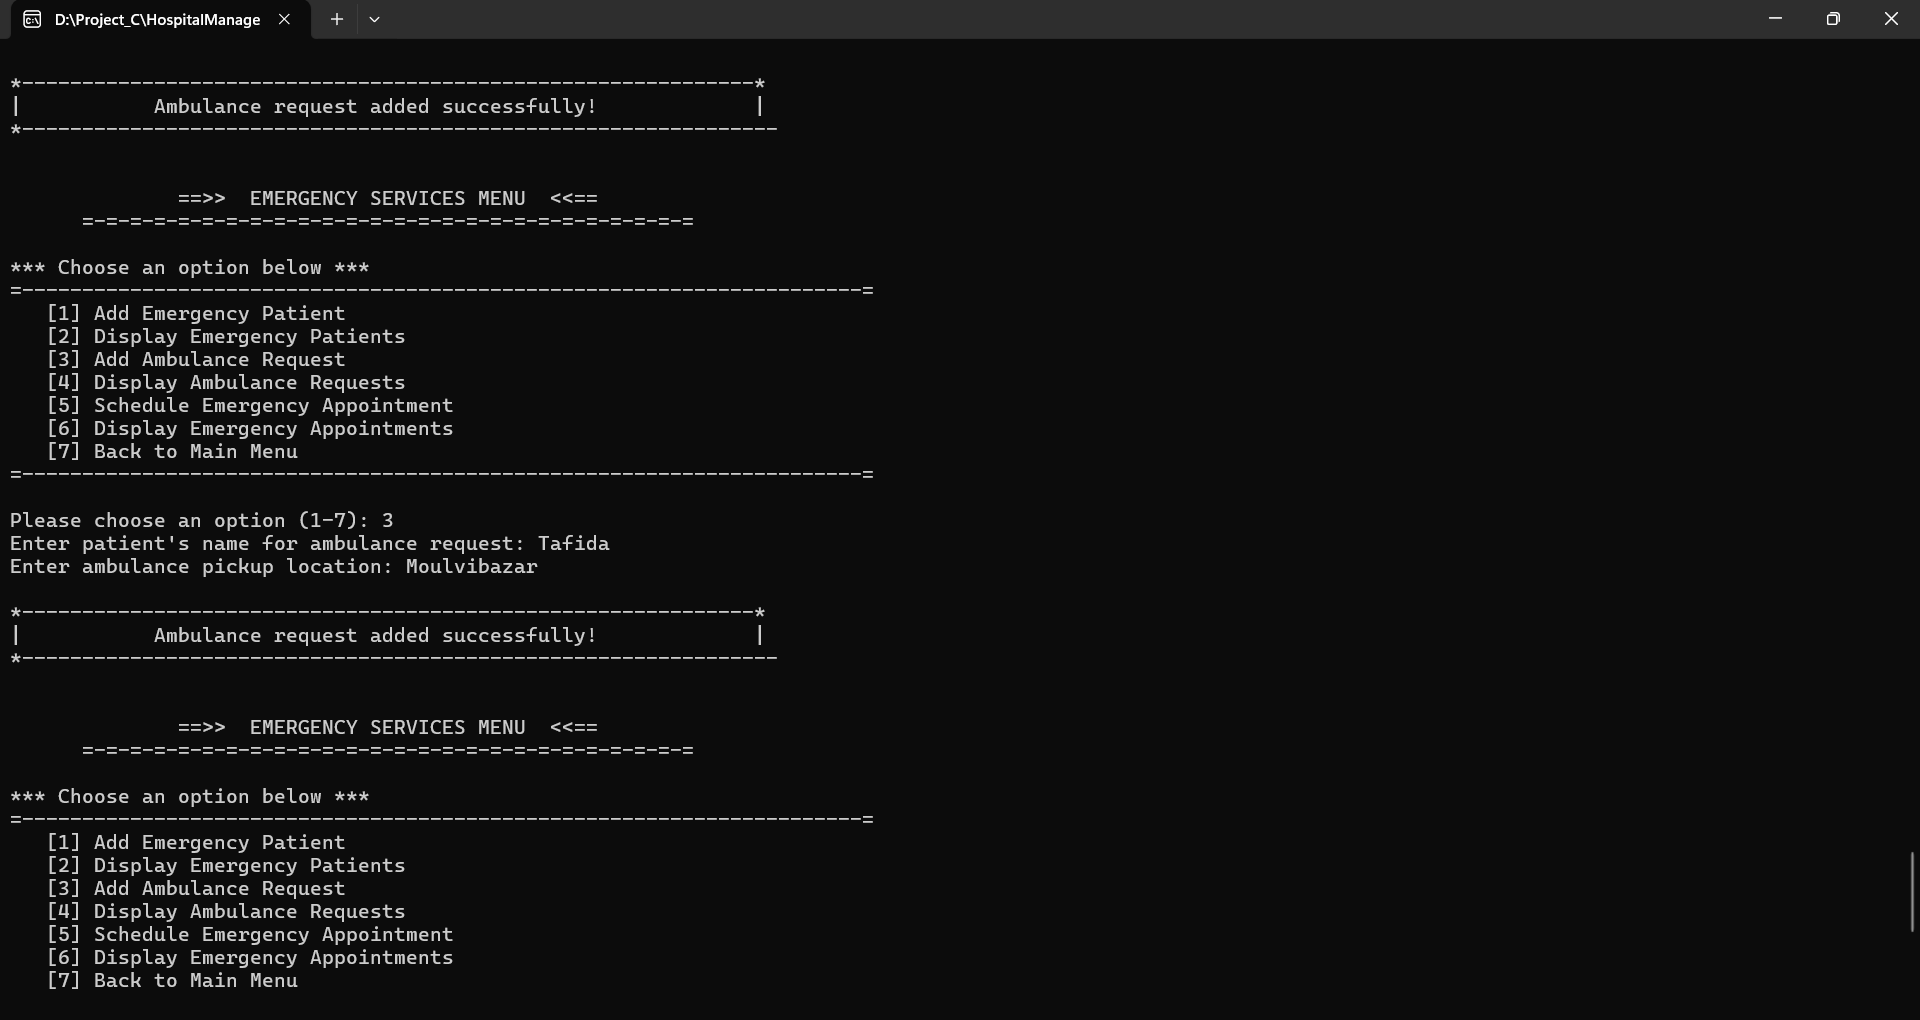 D:\Project_C\HospitalManage
*-------------------------------------------------------------*
|           Ambulance request added successfully!             |
*---------------------------------------------------------------
==>>  EMERGENCY SERVICES MENU  <<==
=-=-=-=-=-=-=-=-=-=-=-=-=-=-=-=-=-=-=-=-=-=-=-=-=-=
*** Choose an option below ***
=----------------------------------------------------------------------=
[1] Add Emergency Patient
[2] Display Emergency Patients
[3] Add Ambulance Request
[4] Display Ambulance Requests
[5] Schedule Emergency Appointment
[6] Display Emergency Appointments
[7] Back to Main Menu
=----------------------------------------------------------------------=
Please choose an option (1-7): 3
Enter patient's name for ambulance request: Tafida
Enter ambulance pickup location: Moulvibazar
*-------------------------------------------------------------*
|           Ambulance request added successfully!             |
*---------------------------------------------------------------
==>>  EMERGENCY SERVICES MENU  <<==
=-=-=-=-=-=-=-=-=-=-=-=-=-=-=-=-=-=-=-=-=-=-=-=-=-=
*** Choose an option below ***
=----------------------------------------------------------------------=
[1] Add Emergency Patient
[2] Display Emergency Patients
[3] Add Ambulance Request
[4] Display Ambulance Requests
[5] Schedule Emergency Appointment
[6] Display Emergency Appointments
[7] Back to Main Menu